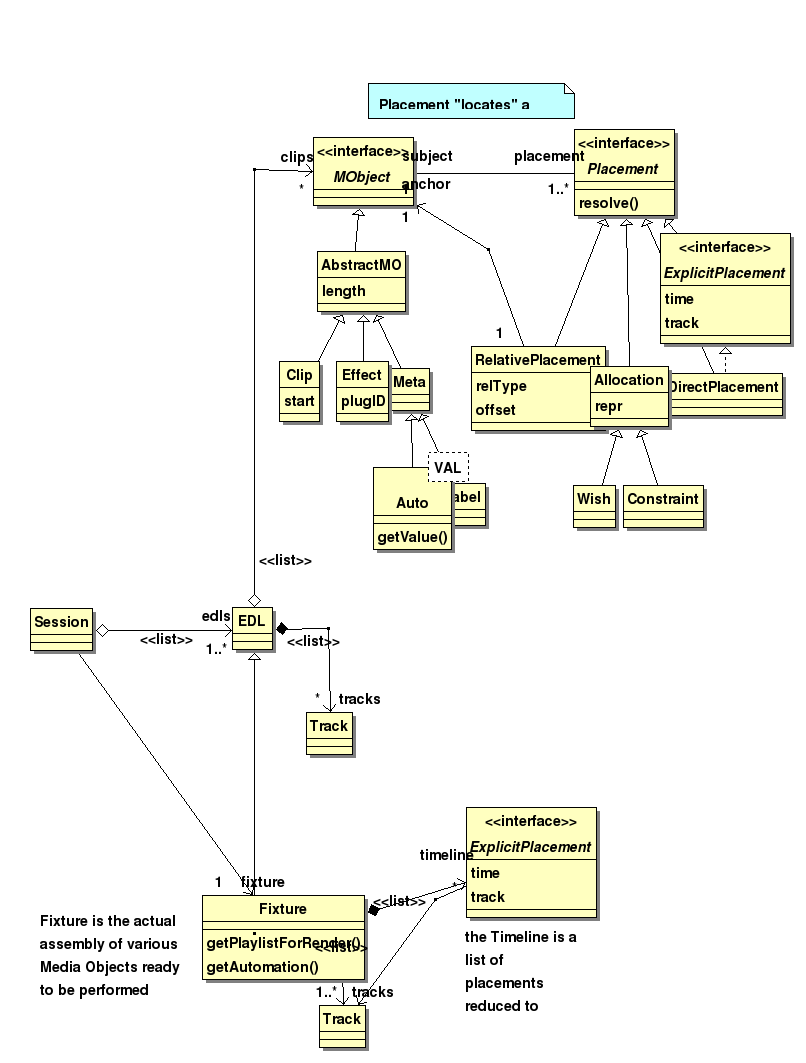 Placement "locates" a
<<interface>>
MObject
clips
*
subject
anchor
1
1
placement
1..*
<<interface>>
Placement
resolve()
<<interface>>
ExplicitPlacement
time
track
AbstractMO
length
Clip
start
Effect
plugID
Meta
1
RelativePlacement
relType
offset
Allocation
repr
DirectPlacement
VAL
Auto
getValue()
abel
Wish
Constraint
<<list>>
Session
<<list>>
edls
1..*
EDL
<<list>>
*
tracks
Track
<<interface>>
ExplicitPlacement
time
track
timeline
*
<<list>>
1
fixture
Fixture
getPlaylistForRender()
getAutomation()
<<list>>
Fixture is the actual
assembly of various
Media Objects ready
to be performed
the Timeline is a
list of
placements
reduced to
1..*
tracks
Track